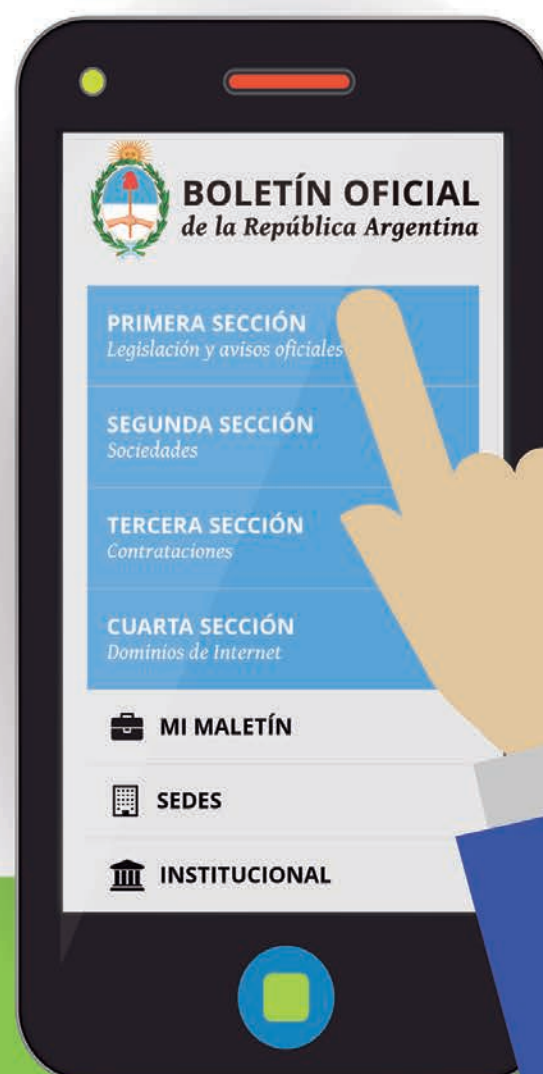 BOLETÍN OFICIAL
de la República Argentina
PRIMERA SECCIÓN
Legislación y avisos oficiales
SEGUNDA SECCIÓN
Sociedades
TERCERA SECCIÓN
Contrataciones
CUARTA SECCIÓN
Dominios de Internet
MI MALETÍN
SEDES
INSTITUCIONAL